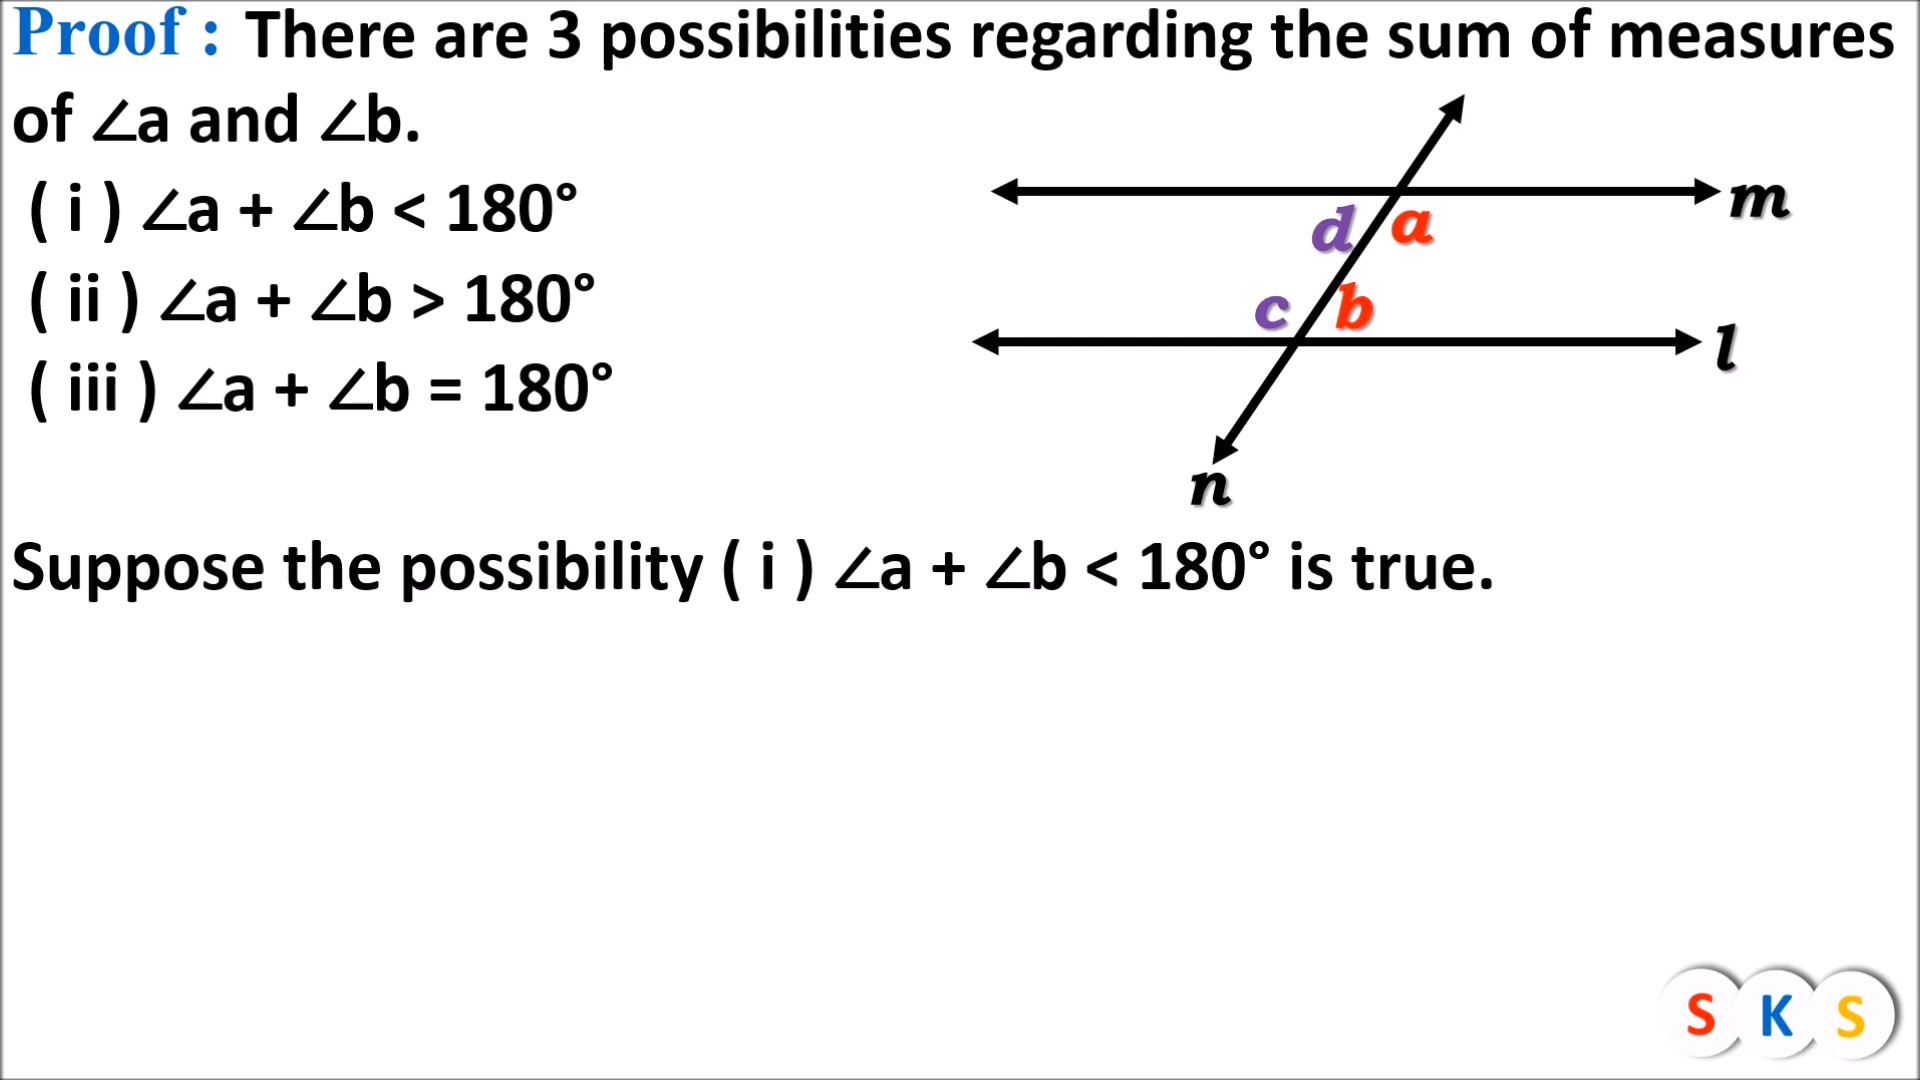 Proof : There are 3 possibilities regarding the sum of measures
of ∠a and ∠b.
( i ) ∠a + ∠b < 180°
( ii ) ∠a + ∠b > 180°
( iii ) ∠a + ∠b = 180°
m
d a
c b
l
n
Suppose the possibility ( i ) ∠a + ∠b < 180° is true.
S K S